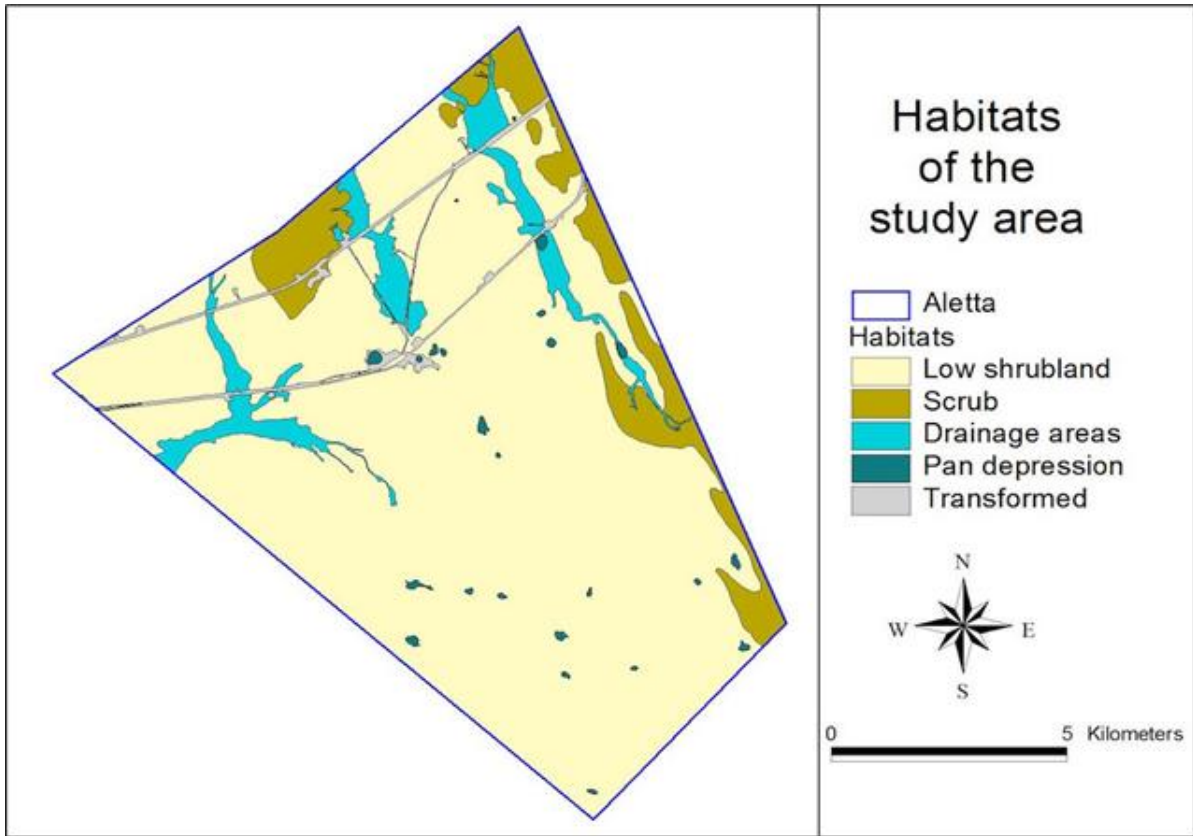 Habitats
of the
study area
Aletta
Habitats
Low shrubland
Scrub
Drainage areas
Pan depression
Transformed
N
W E
S
0 5 Kilometers